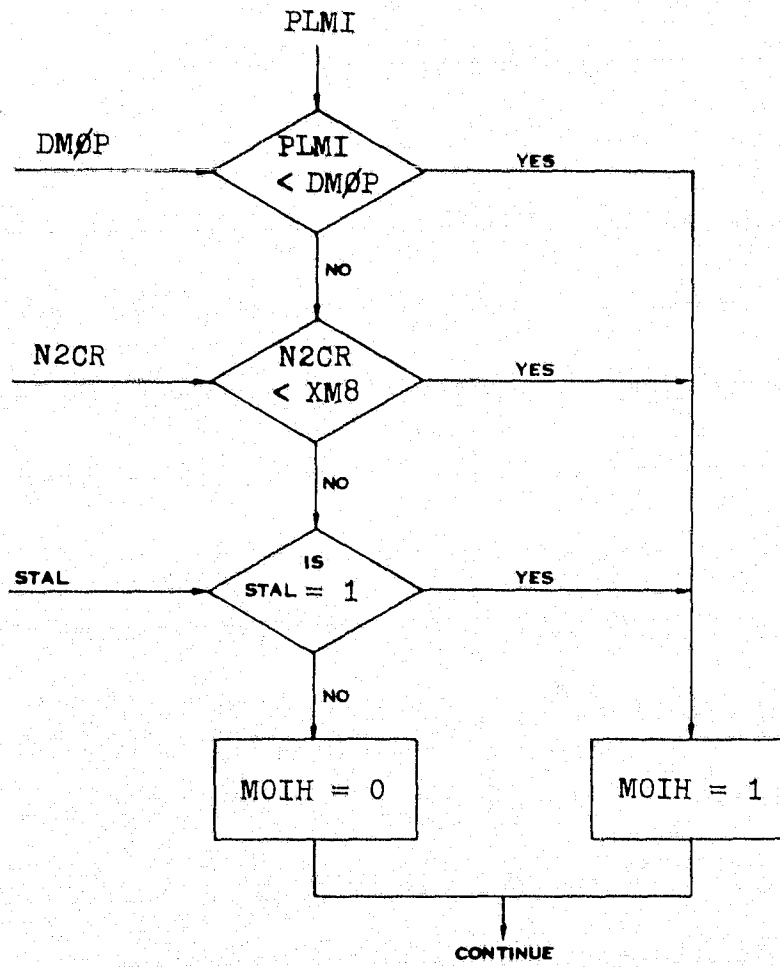 PLMI
DMØP
PLMI
< DMØP
YES
NO
N2CR
N2CR
< XM8
YES
NO
STAL
IS
STAL = 1
YES
NO
MOIH = 0
MOIH = 1
CONTINUE